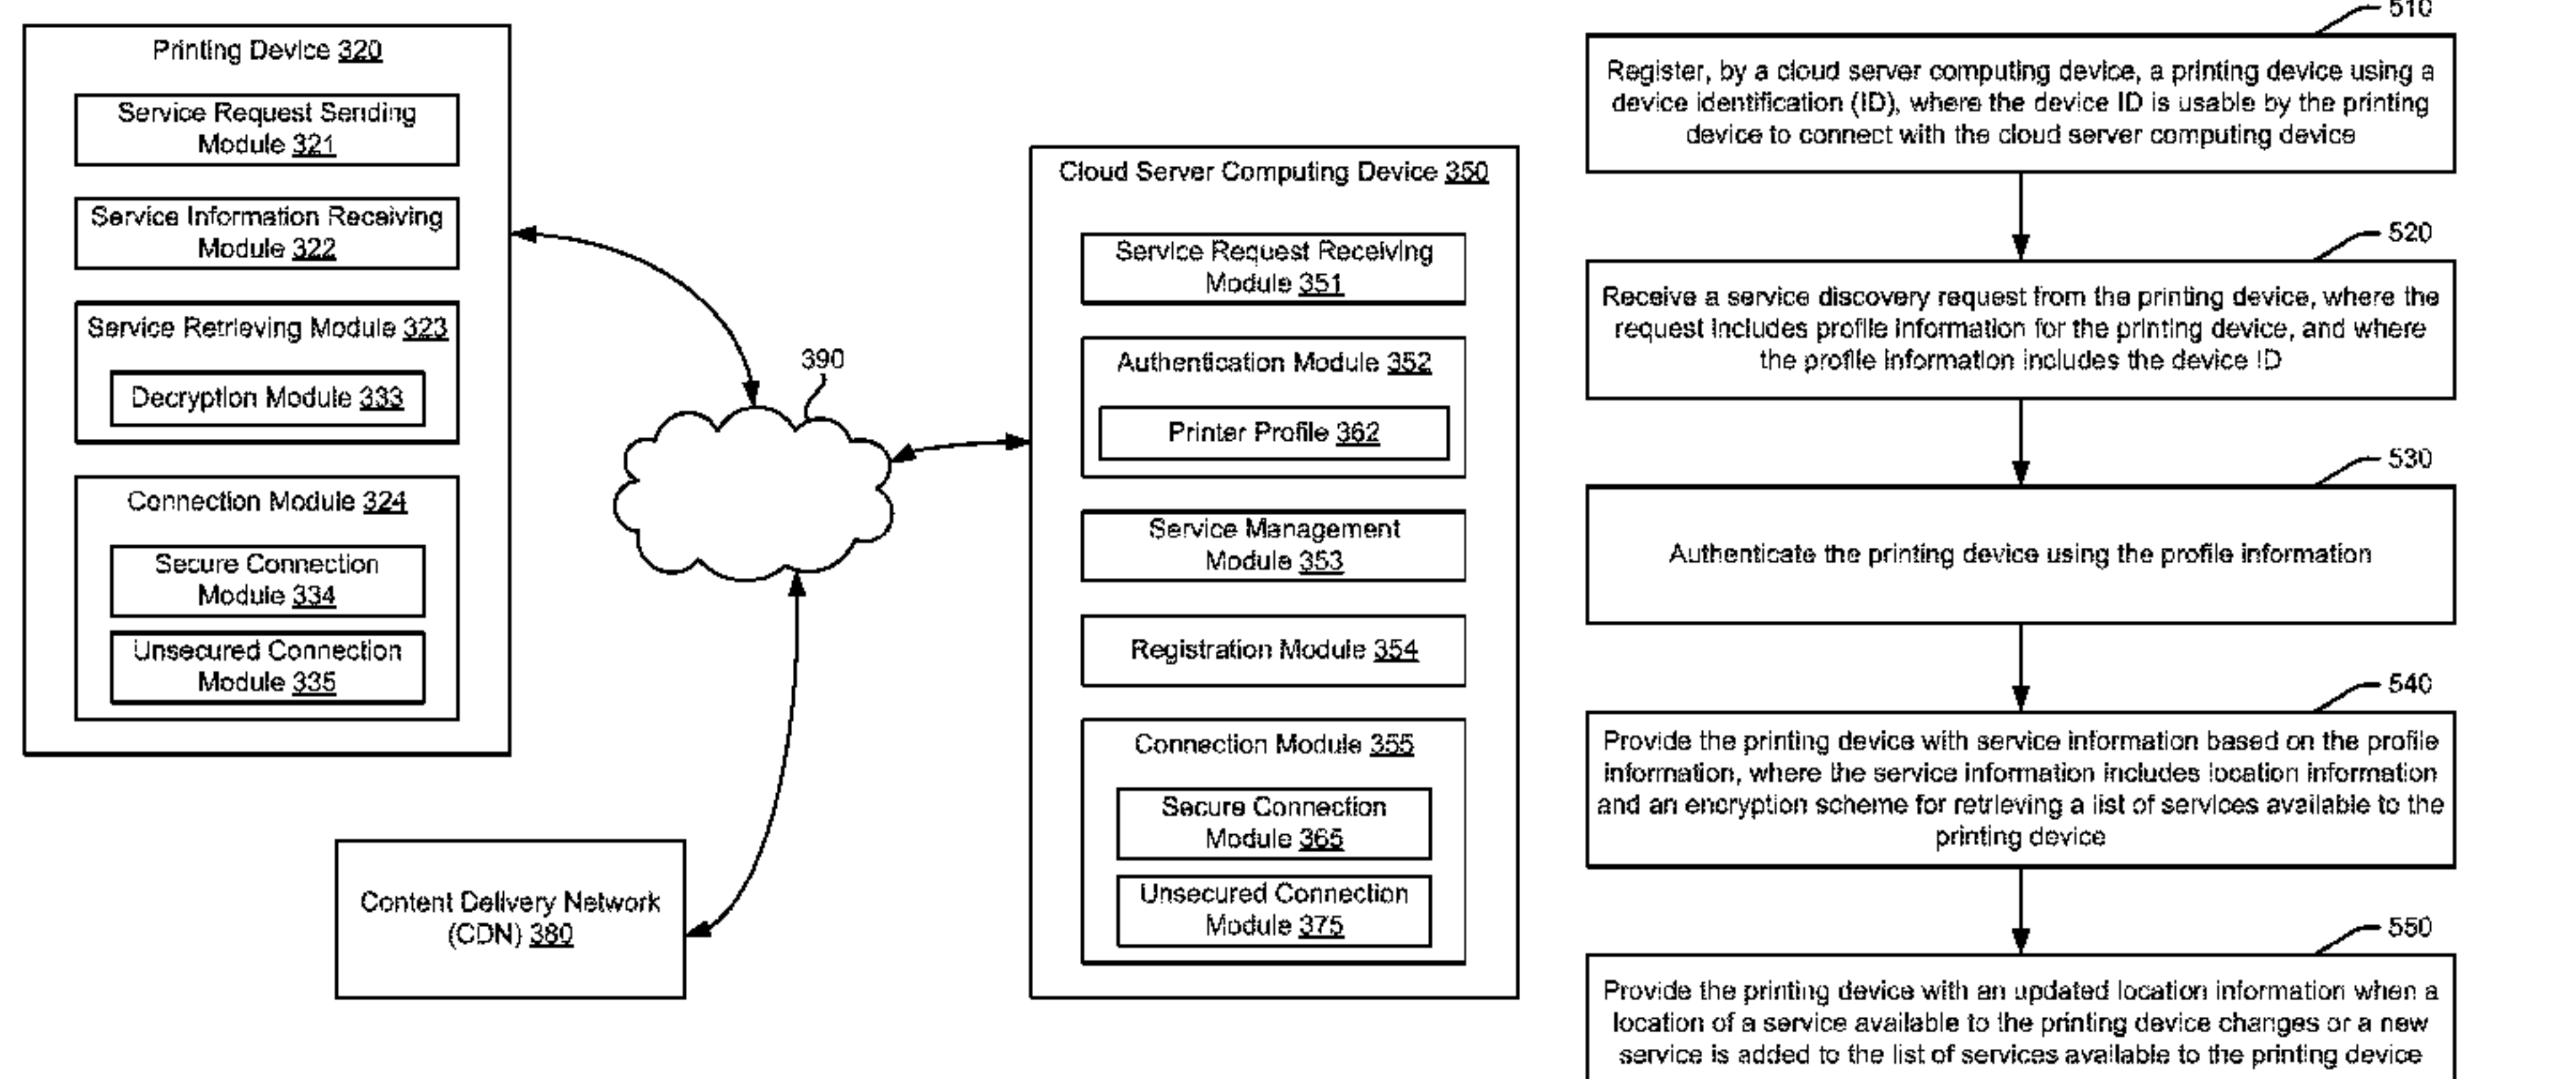 Printing Device 320
Service Request Sending
Module 321
Service Information Receiving
Module 322
Service Retrieving Module 323
Decryption Module 333
Connection Module 324
Secure Connection
Module 334
Unsecured Connection
Module 335
390
Content Delivery Network
(CDN) 380
Cloud Server Computing Device 350
Service Request Receiving
Module 351
Authentication Module 352
Printer Profile 362
Service Management
Module 353
Registration Module 354
Connection Module 355
Secure Connection
Module 365
Unsecured Connection
Module 375
510
Register, by a cloud server computing device, a printing device using a
device identification (ID), where the device ID is usable by the printing
device to connect with the cloud server computing device
520
Receive a service discovery request from the printing device, where the
request includes profile information for the printing device, and where
the profile information includes the device ID
530
Authenticate the printing device using the profile information
540
Provide the printing device with service information based on the profile
information, where the service information includes location information
and an encryption scheme for retrieving a list of services available to the
printing device
550
Provide the printing device with an updated location information when a
location of a service available to the printing device changes or a new
service is added to the list of services available to the printing device